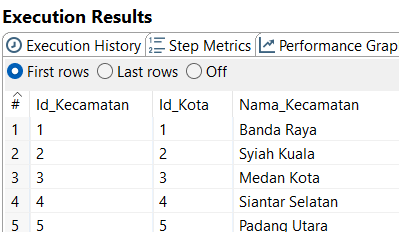 Execution Results
Execution History Step Metrics Performance Grap
First rows Last rows Off
# Id_Kecamatan Id_Kota Nama_Kecamatan
1 1 1 Banda Raya
2 2 2 Syiah Kuala
3 3 3 Medan Kota
4 4 4 Siantar Selatan
5 5 5 Padang Utara